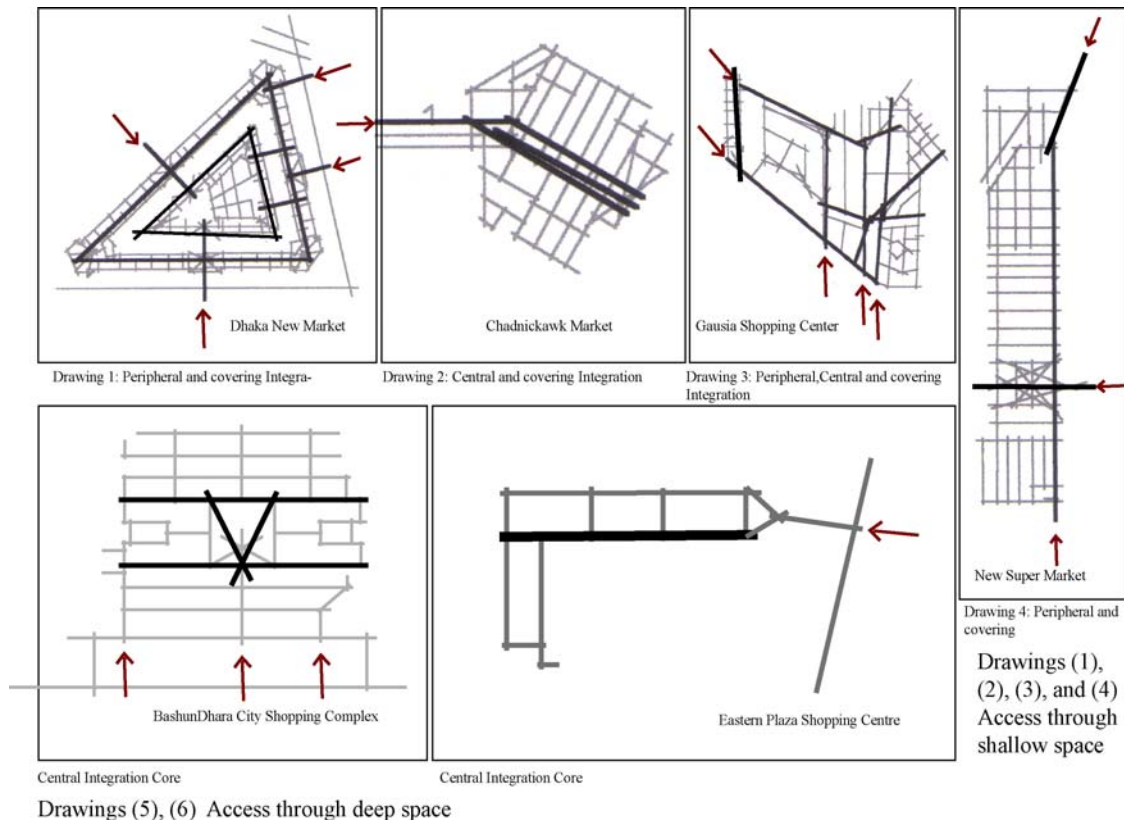 Dhaka New Market
Chadnickawk Market
Gausia Shopping Center
Drawing 1: Peripheral and covering Integra-
Drawing 2: Central and covering Integration
Drawing 3: Peripheral,Central and covering
Integration
New Super Market
Drawing 4: Peripheral and
covering
Drawings (1),
(2), (3), and (4)
Access through
shallow space
BashunDhara City Shopping Complex
Eastern Plaza Shopping Centre
Central Integration Core
Central Integration Core
Drawings (5), (6)  Access through deep space